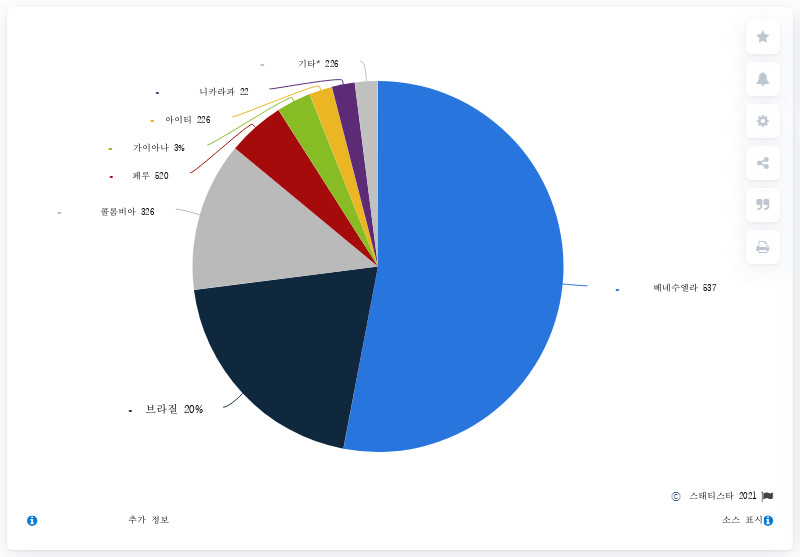 기타* 226
니카라과 22
아이티 226
가이아나 3%
페루 520
콜롬비아 326
베네수엘라 537
브라질 20%
© 스태티스타 2021
추가 정보
소스 표시